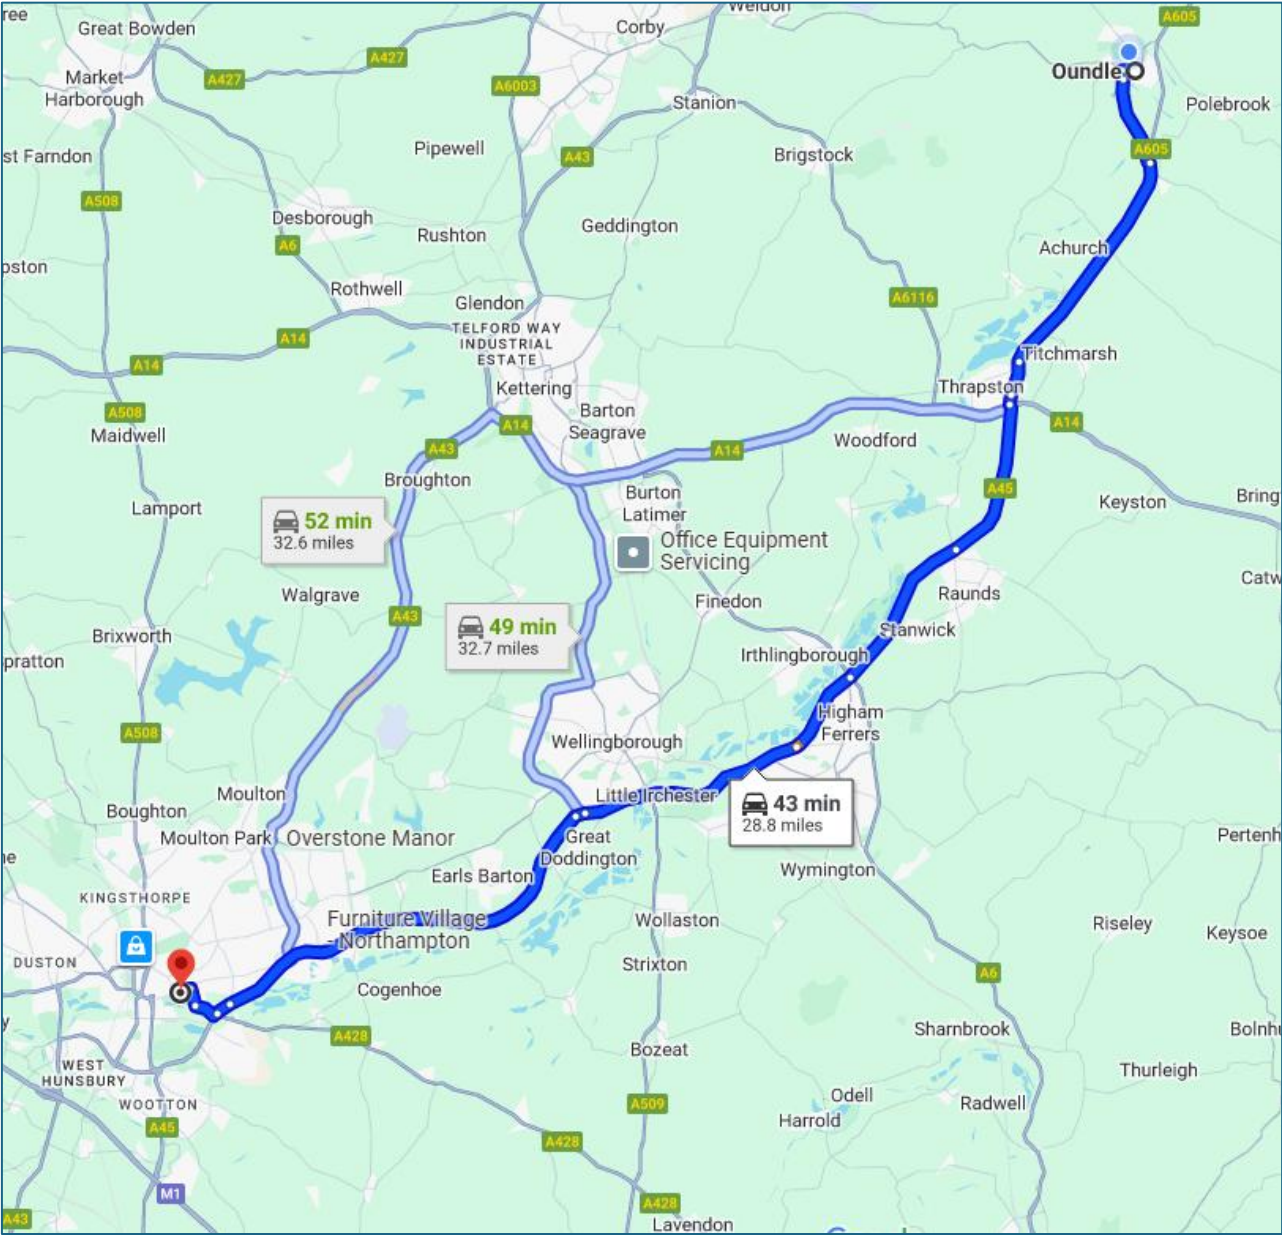 Great Bowden
A427
A427
Corby
Weldon
A605
Market
Harborough
A6003
Stanion
Oundle
Polebrook
st Farndon
Pipewell
A43
Brigstock
A605
A508
Desborough
Rushton
Geddington
Achurch
A6
pston
Rothwell
Glendon
A6116
TELFORD WAY
INDUSTRIAL
ESTATE
A14
A14
Titchmarsh
Kettering
Thrapston
A508
Maidwell
Barton
Seagrave
A14
A14
A43
A14
Woodford
Broughton
A45
Burton
Latimer
Lamport
Keyston
Bring
52 min
32.6 miles
Office Equipment
Servicing
Walgrave
Finedon
Raunds
Catw
A43
49 min
32.7 miles
Stanwick
Brixworth
Irthlingborough
pratton
Higham
Ferrers
A508
Wellingborough
Moulton
Little Irchester
43 min
28.8 miles
Boughton
Moulton Park
Overstone Manor
Great
Doddington
Pertenh
Wymington
Earls Barton
KINGSTHORPE
Furniture Village
- Northampton
Wollaston
Riseley
Keysoe
DUSTON
Strixton
A6
Cogenhoe
A428
Sharnbrook
Bolnhu
Bozeat
WEST
HUNSBURY
Thurleigh
WOOTTON
A509
Odell
Harrold
Radwell
A45
A428
M1
A43
A428
Lavendon